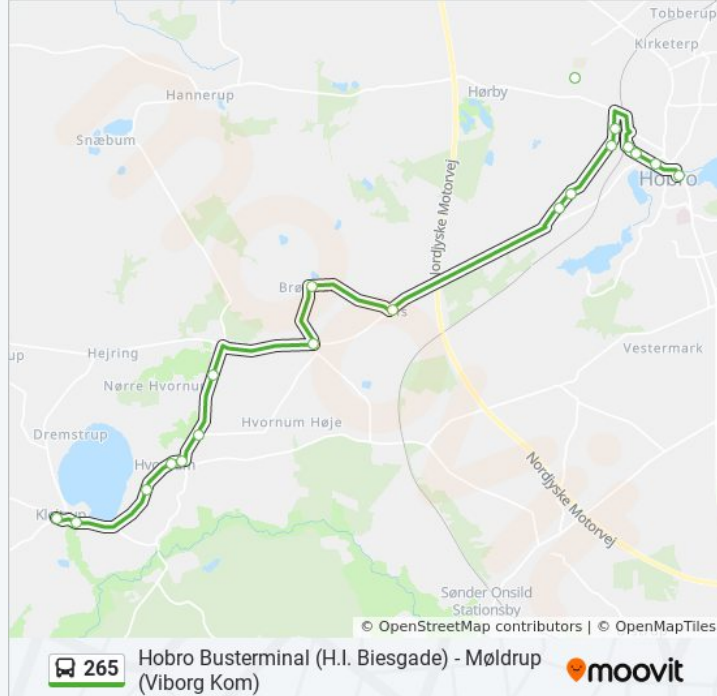 Tobberup
Kirketerp
Hørby
Hannerup
Snæbum
Hobro
Nordjyske Motorvej
Hejring
Vestermark
Nørre Hvornum
Hvornum Høje
Dremstrup
Nordjyske Motorvej
Sønder Onsild
Stationsby
© OpenStreetMap contributors | © OpenMapTiles
265
Hobro Busterminal (H.I. Biesgade) - Møldrup
(Viborg Kom)
moovit